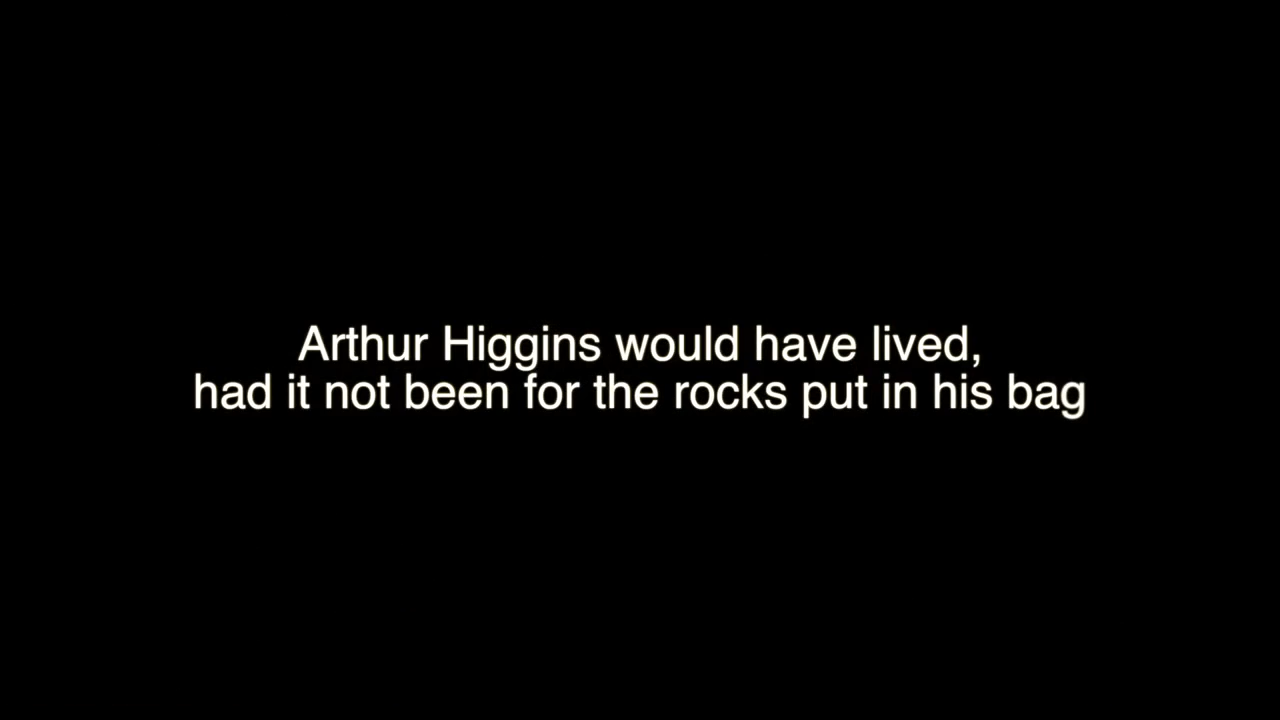 Arthur Higgins would have lived,
had it not been for the rocks put in his bag